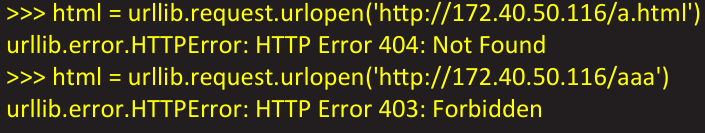 >>> html = urllib.request.urlopen('http://172.40.50.116/a.html')
urllib.error.HTTPError: HTTP Error 404: Not Found
>>> html = urllib.request.urlopen('http://172.40.50.116/aaa')
urllib.error.HTTPError: HTTP Error 403: Forbidden